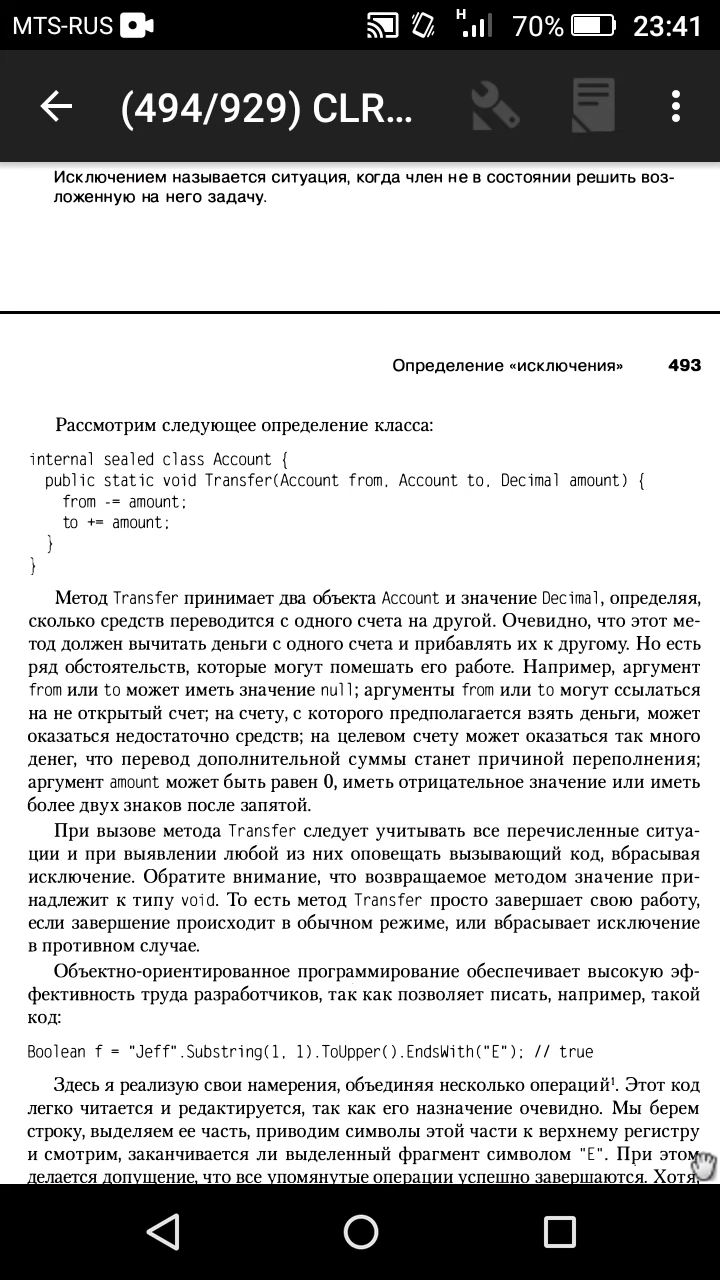 MTS-RUS
H
70%
23:41
(494/929) CLR...
Исключением называется ситуация, когда член не в состоянии решить воз-
ложенную на него задачу.
Определение «исключения» 493
Рассмотрим следующее определение класса:
internal sealed class Account {
public static void Transfer(Account from, Account to, Decimal amount) {
from -= amount;
to += amount;
}
}
Метод Transfer принимает два объекта Account и значение Decimal, определяя,
сколько средств переводится с одного счета на другой. Очевидно, что этот ме-
тод должен вычитать деньги с одного счета и прибавлять их к другому. Но есть
ряд обстоятельств, которые могут помешать его работе. Например, аргумент
from или to может иметь значение null; аргументы from или to могут ссылаться
на не открытый счет; на счету, с которого предполагается взять деньги, может
оказаться недостаточно средств; на целевом счету может оказаться так много
денег, что перевод дополнительной суммы станет причиной переполнения;
аргумент amount может быть равен 0, иметь отрицательное значение или иметь
более двух знаков после запятой.
При вызове метода Transfer следует учитывать все перечисленные ситуа-
ции и при выявлении любой из них оповещать вызывающий код, вбрасывая
исключение. Обратите внимание, что возвращаемое методом значение при-
надлежит к типу void. То есть метод Transfer просто завершает свою работу,
если завершение происходит в обычном режиме, или вбрасывает исключение
в противном случае.
Объектно-ориентированное программирование обеспечивает высокую эф-
фективность труда разработчиков, так как позволяет писать, например, такой
код:
Boolean f = "Jeff".Substring(1, 1).ToUpper().EndsWith("E"); // true
Здесь я реализую свои намерения, объединяя несколько операций¹. Этот код
легко читается и редактируется, так как его назначение очевидно. Мы берем
строку, выделяем ее часть, приводим символы этой части к верхнему регистру
и смотрим, заканчивается ли выделенный фрагмент символом "E". При этом
делается допущение, что все упомянутые операции успешно завершаются. Хотя,